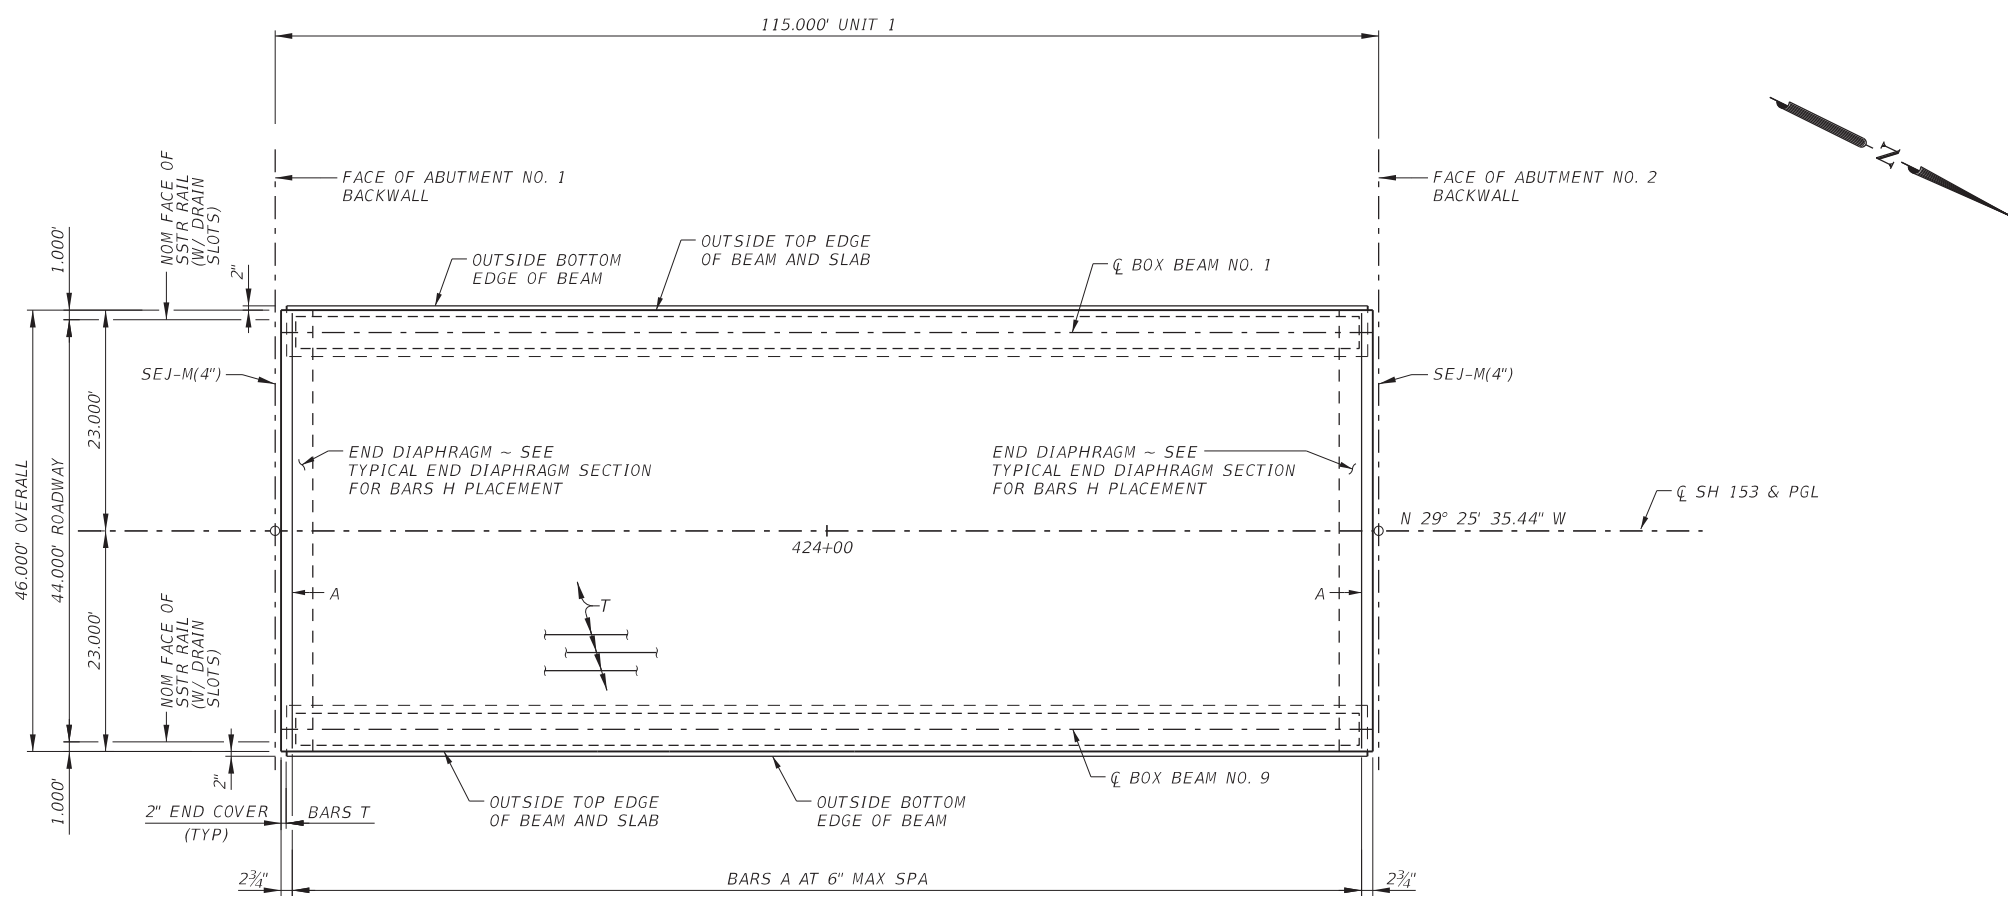 115.000' UNIT 1
N
FACE OF ABUTMENT NO. 1
BACKWALL
FACE OF ABUTMENT NO. 2
BACKWALL
NOM FACE OF
SSTR RAIL
(W/ DRAIN
SLOTS)
1.000'
2"
OUTSIDE BOTTOM
EDGE OF BEAM
OUTSIDE TOP EDGE
OF BEAM AND SLAB
℄ BOX BEAM NO. 1
SEJ-M(4")
SEJ-M(4")
23.000'
46.000' OVERALL
44.000' ROADWAY
END DIAPHRAGM ~ SEE
TYPICAL END DIAPHRAGM SECTION
FOR BARS H PLACEMENT
END DIAPHRAGM ~ SEE
TYPICAL END DIAPHRAGM SECTION
FOR BARS H PLACEMENT
℄ SH 153 & PGL
N 29° 25' 35.44" W
424+00
A
A
T
23.000'
NOM FACE OF
SSTR RAIL
(W/ DRAIN
SLOTS)
2"
1.000'
℄ BOX BEAM NO. 9
2" END COVER
(TYP)
BARS T
OUTSIDE TOP EDGE
OF BEAM AND SLAB
OUTSIDE BOTTOM
EDGE OF BEAM
2¾"
BARS A AT 6" MAX SPA
2¾"